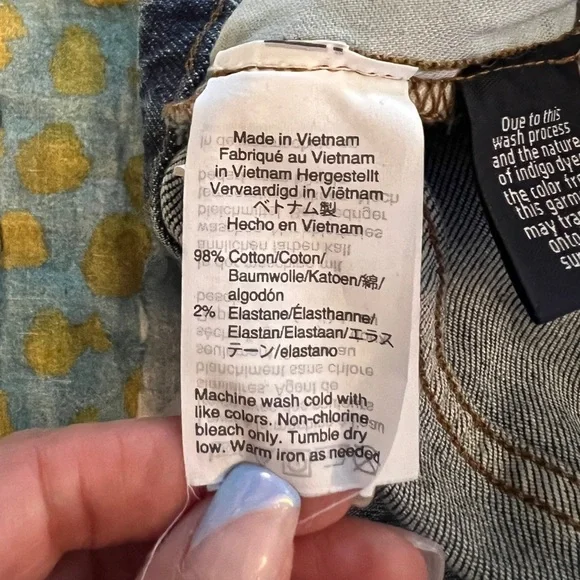 Made in Vietnam
Fabriqué au Vietnam
in Vietnam Hergestellt
Vervaardigd in Viëtnam
ベトナム製
Hecho en Vietnam
98% Cotton/Coton/
Baumwolle/Katoen/綿/
algodón
2% Elastane/Élasthanne/
Elastan/Elastaan/エラス
テーン/elastano
Machine wash cold with
like colors. Non-chlorine
bleach only. Tumble dry
low. Warm iron as needed
Due to this
wash process
and the nature
of indigo dye
the color
this garm
may tra
onto
su